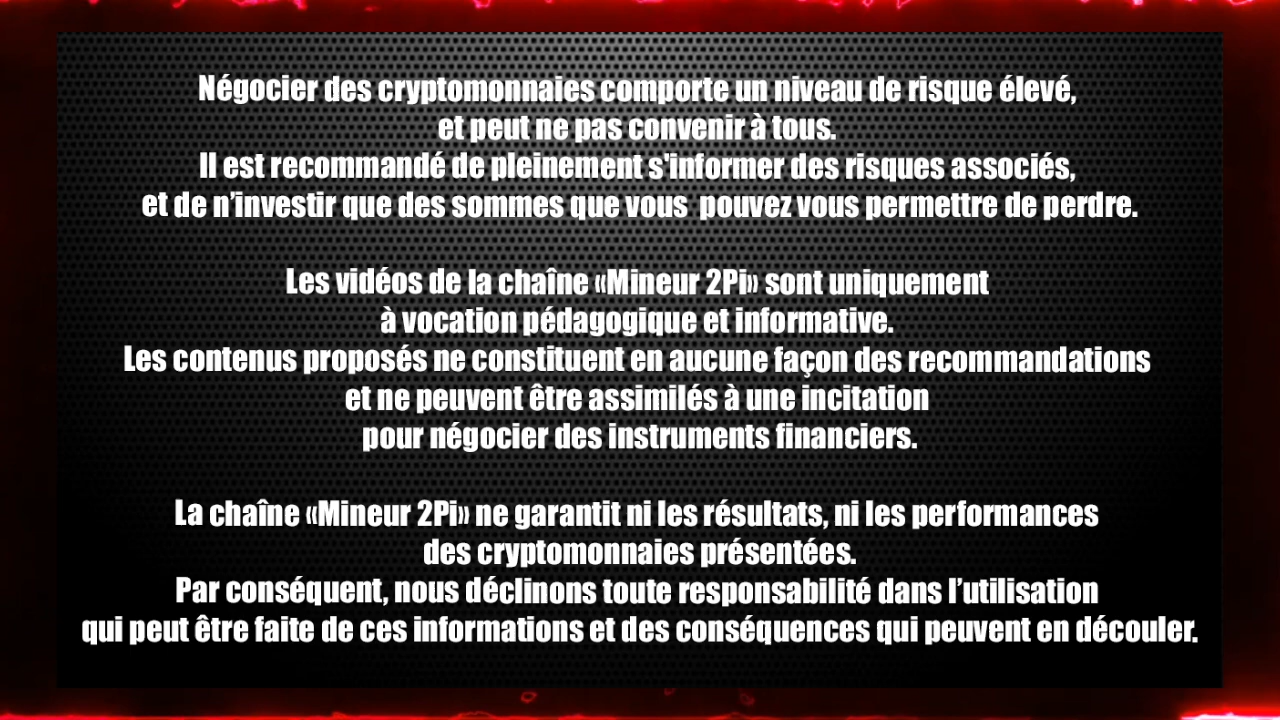 Négocier des cryptomonnaies comporte un niveau de risque élevé,
et peut ne pas convenir à tous.
Il est recommandé de pleinement s'informer des risques associés,
et de n’investir que des sommes que vous  pouvez vous permettre de perdre.
Les vidéos de la chaîne «Mineur 2Pi» sont uniquement
à vocation pédagogique et informative.
Les contenus proposés ne constituent en aucune façon des recommandations
et ne peuvent être assimilés à une incitation
pour négocier des instruments financiers.
La chaîne «Mineur 2Pi» ne garantit ni les résultats, ni les performances
des cryptomonnaies présentées.
Par conséquent, nous déclinons toute responsabilité dans l’utilisation
qui peut être faite de ces informations et des conséquences qui peuvent en découler.